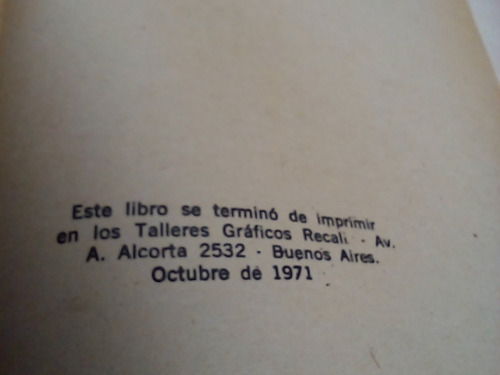 Este libro se terminó de imprimir
en los Talleres Gráficos Recali - Av.
A. Alcorta 2532 - Buenos Aires.
Octubre de 1971